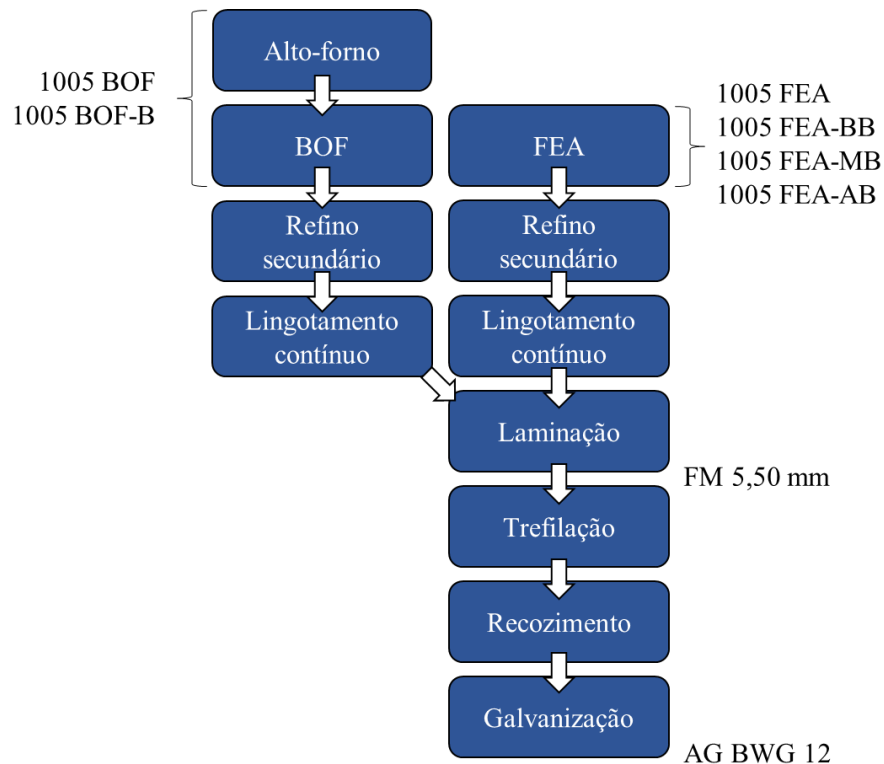 Alto-forno
1005 BOF
1005 BOF-B
BOF
FEA
1005 FEA
1005 FEA-BB
1005 FEA-MB
1005 FEA-AB
Refino
secundário
Refino
secundário
Lingotamento
contínuo
Lingotamento
contínuo
Laminação
FM 5,50 mm
Trefilação
Recozimento
Galvanização
AG BWG 12